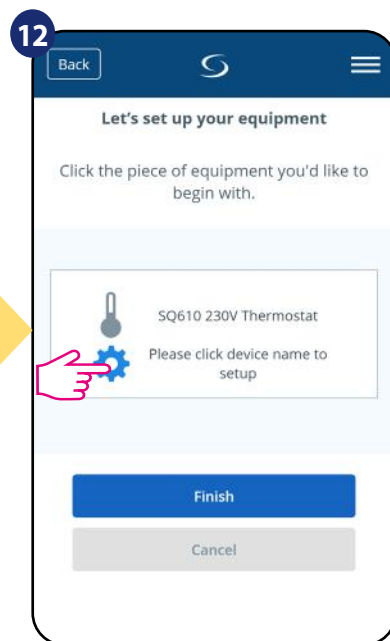 12
Back
Let's set up your equipment
Click the piece of equipment you'd like to
begin with.
SQ610 230V Thermostat
Please click device name to
setup
Finish
Cancel